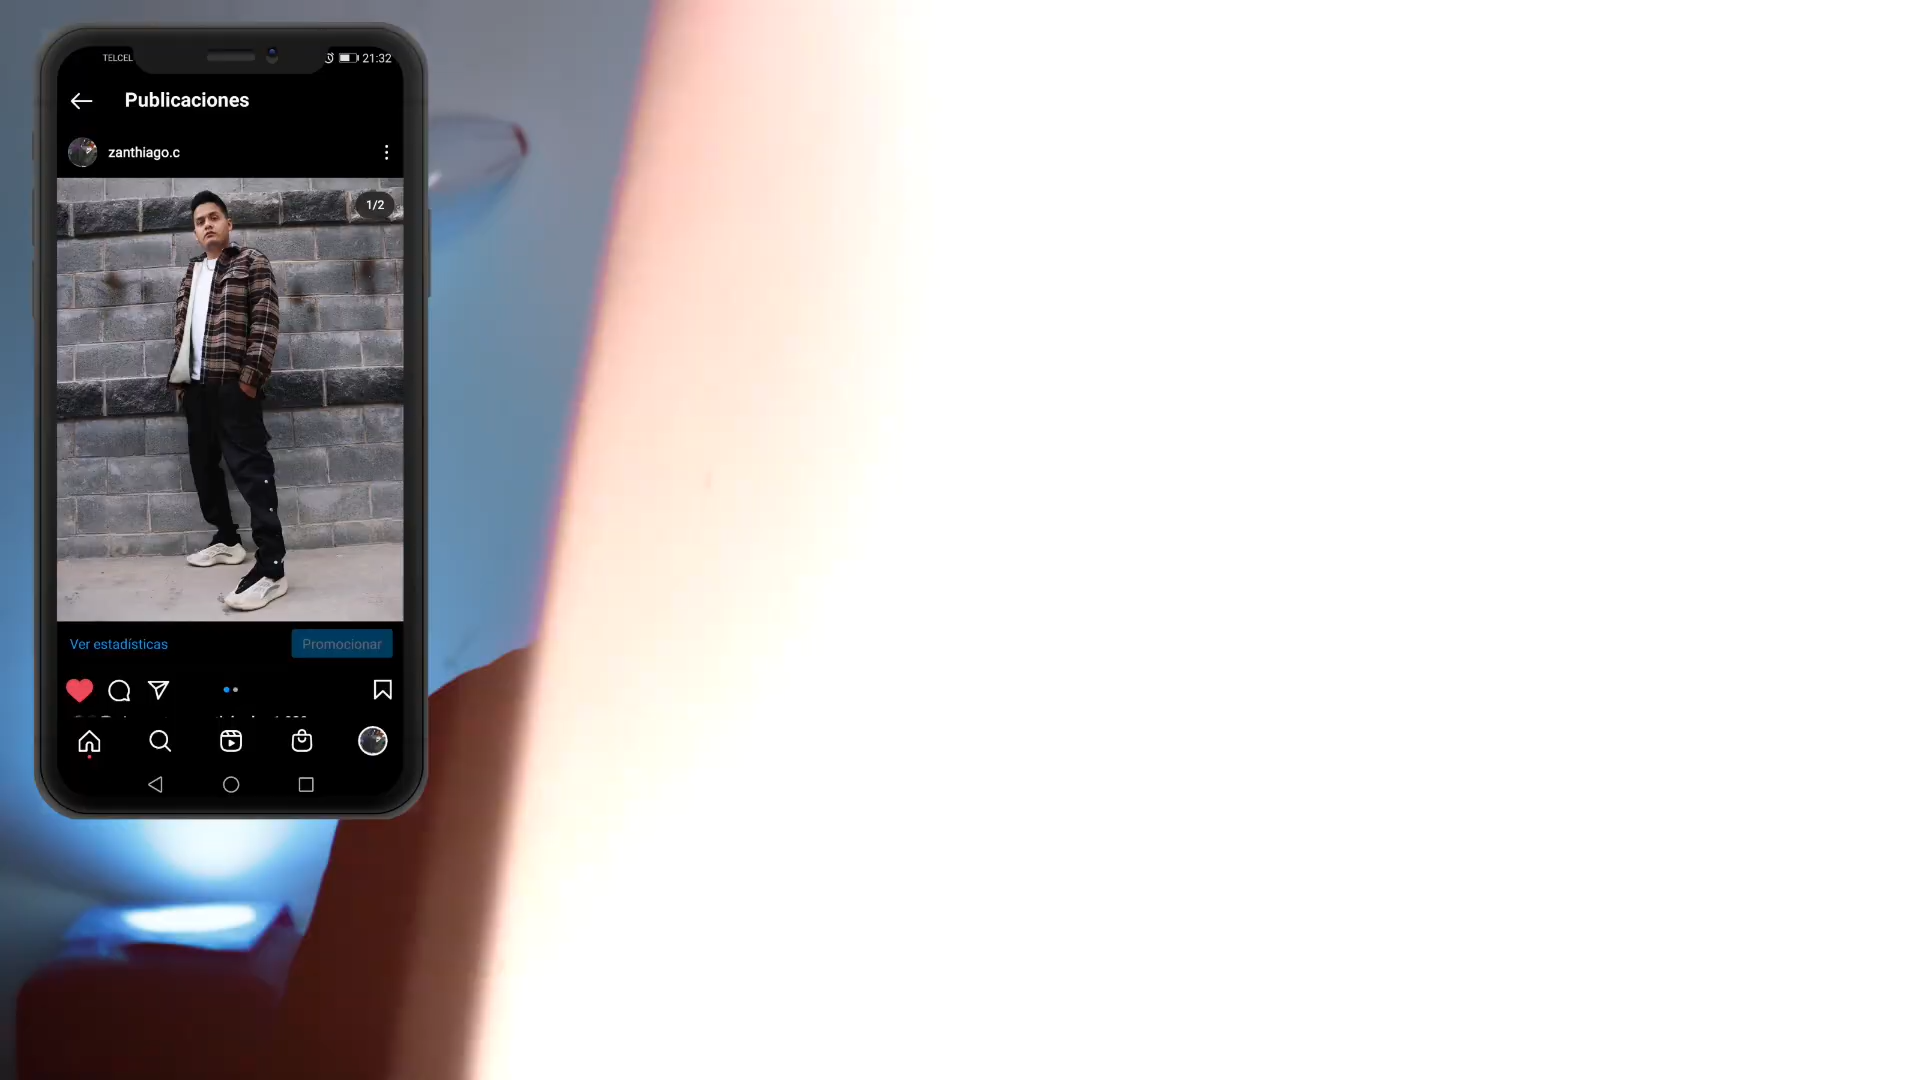 TELCEL
21:32
Publicaciones
zanthiago.c
1/2
Ver estadísticas
Promocionar